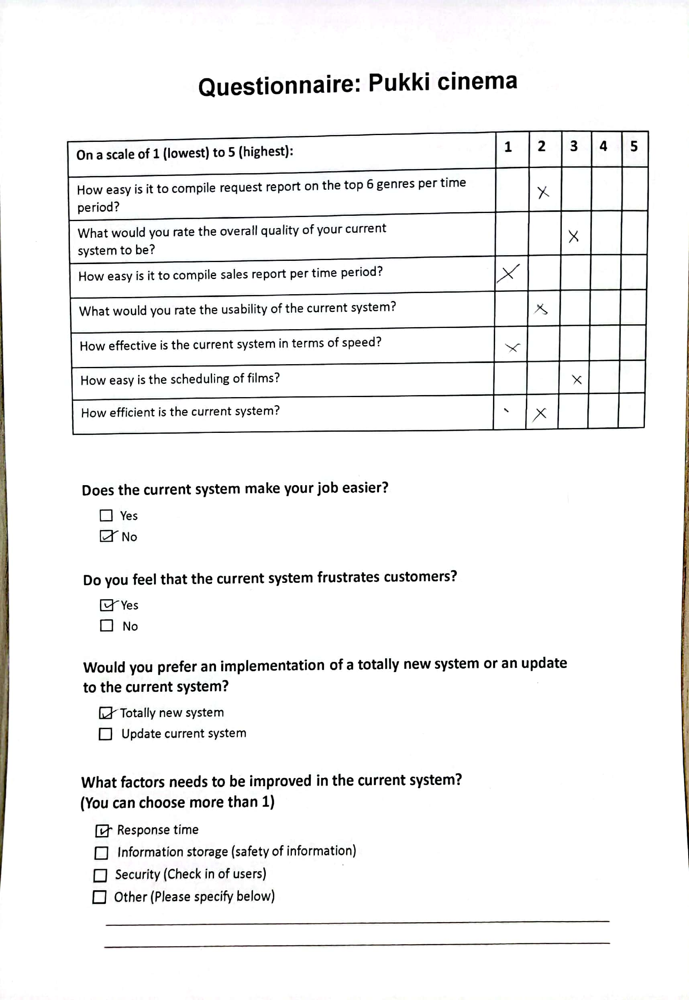 Questionnaire: Pukki cinema
On a scale of 1 (lowest) to 5 (highest): 1 2 3 4 5
How easy is it to compile request report on the top 6 genres per time
period? X
What would you rate the overall quality of your current
system to be? X
How easy is it to compile sales report per time period? X
What would you rate the usability of the current system? X
How effective is the current system in terms of speed? X
How easy is the scheduling of films? X
How efficient is the current system? X
Does the current system make your job easier?
☐ Yes
☑ No
Do you feel that the current system frustrates customers?
☑ Yes
☐ No
Would you prefer an implementation of a totally new system or an update
to the current system?
☑ Totally new system
☐ Update current system
What factors needs to be improved in the current system?
(You can choose more than 1)
☑ Response time
☐ Information storage (safety of information)
☐ Security (Check in of users)
☐ Other (Please specify below)